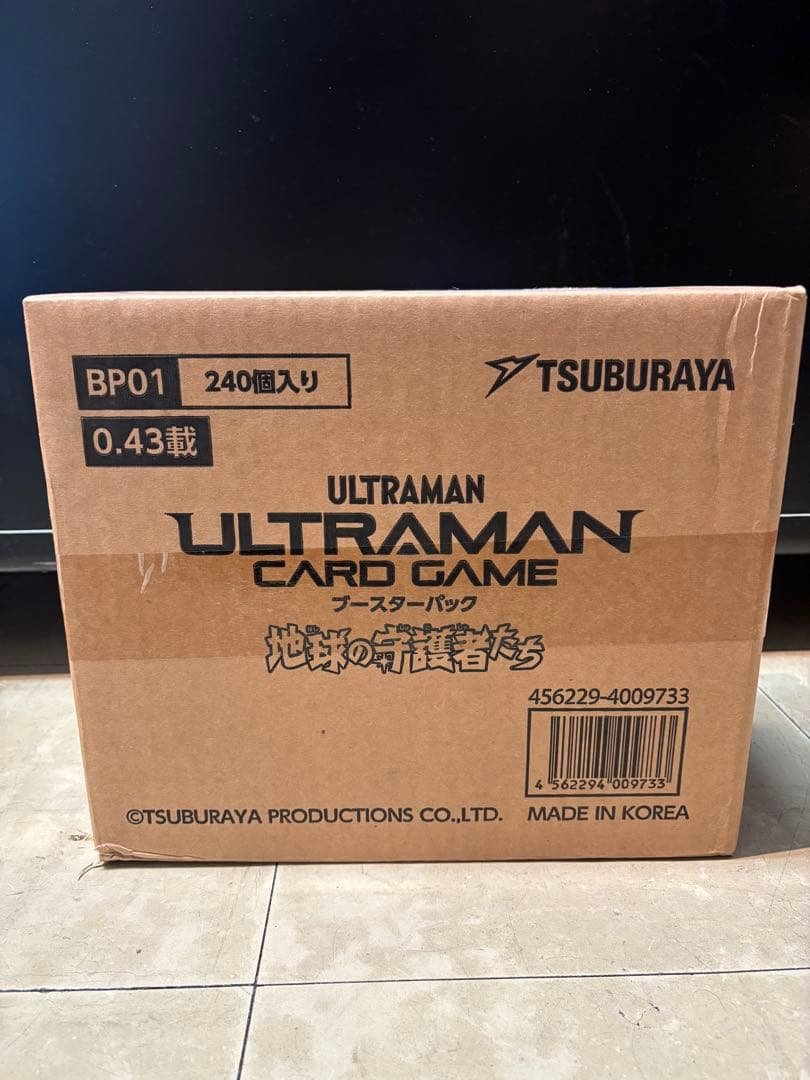 BP01 240個入り
TSUBURAYA
0.43載
ULTRAMAN
ULTRAMAN
CARD GAME
ブースターパック
地球の守護者たち
456229-4009733
4 562294 009733
©TSUBURAYA PRODUCTIONS CO.,LTD. MADE IN KOREA